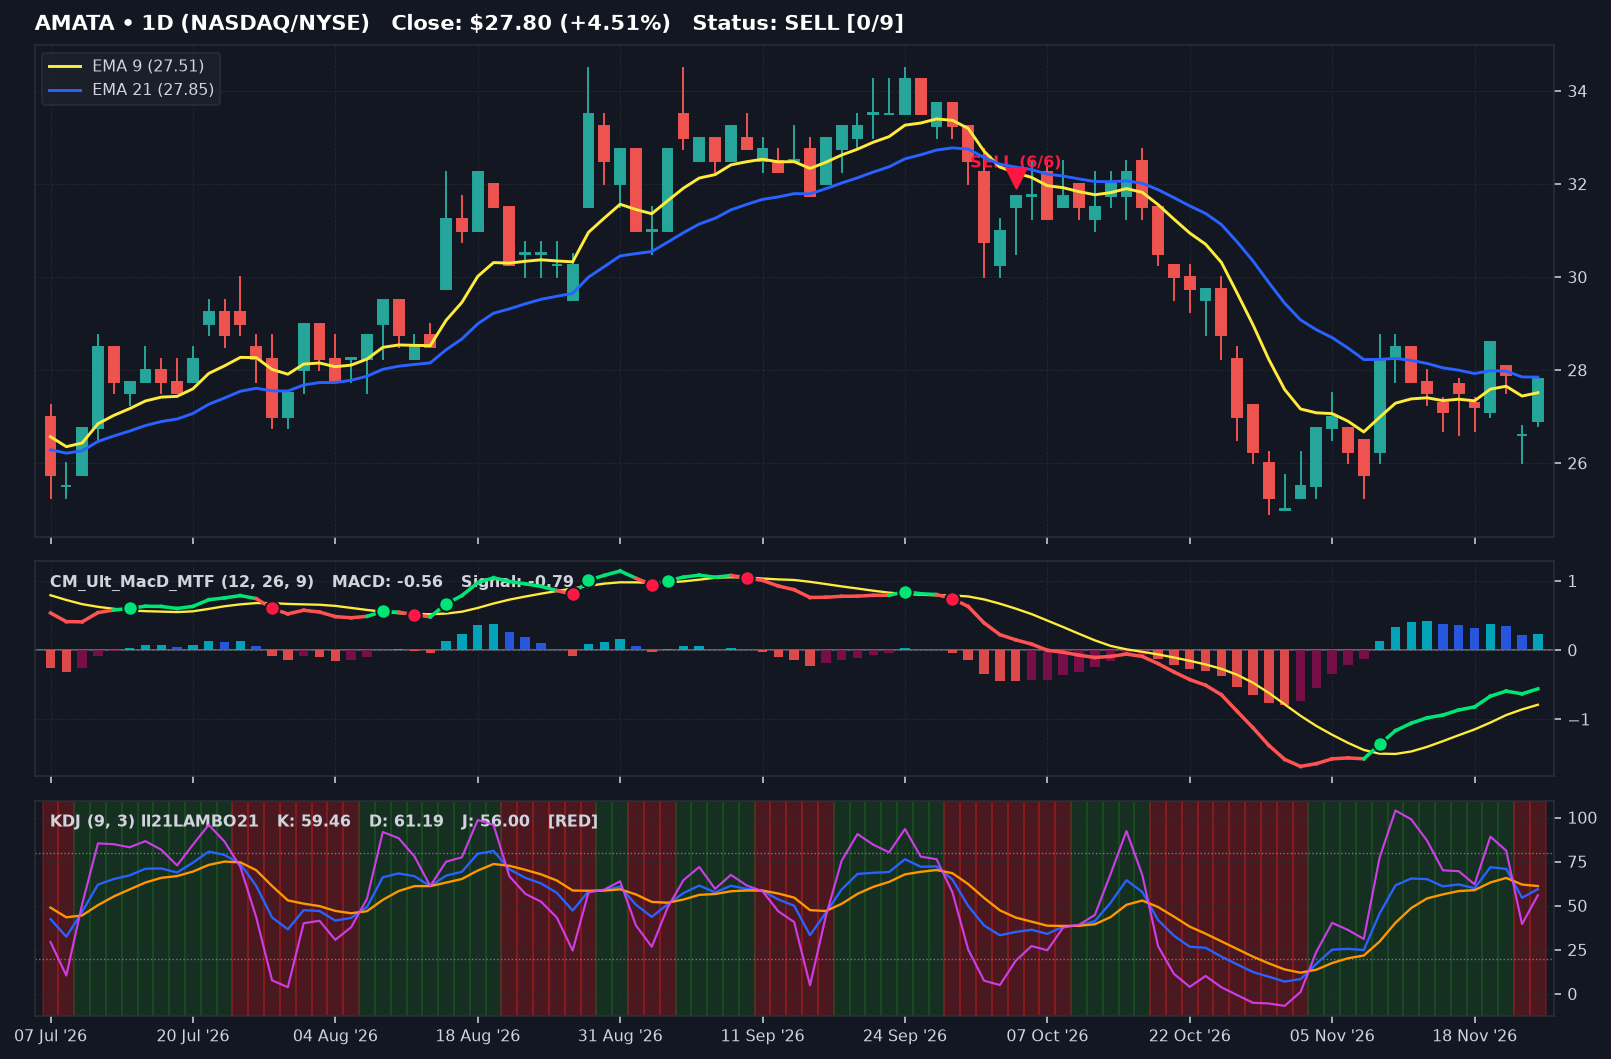 AMATA • 1D (NASDAQ/NYSE)   Close: $27.80 (+4.51%)   Status: SELL [0/9]
EMA 9 (27.51)
EMA 21 (27.85)
SELL (6/6)
34
32
30
28
26
CM_Ult_MacD_MTF (12, 26, 9)   MACD: -0.56   Signal: -0.79
1
0
−1
KDJ (9, 3) II21LAMBO21   K: 59.46   D: 61.19   J: 56.00   [RED]
100
75
50
25
0
07 Jul '26
20 Jul '26
04 Aug '26
18 Aug '26
31 Aug '26
11 Sep '26
24 Sep '26
07 Oct '26
22 Oct '26
05 Nov '26
18 Nov '26